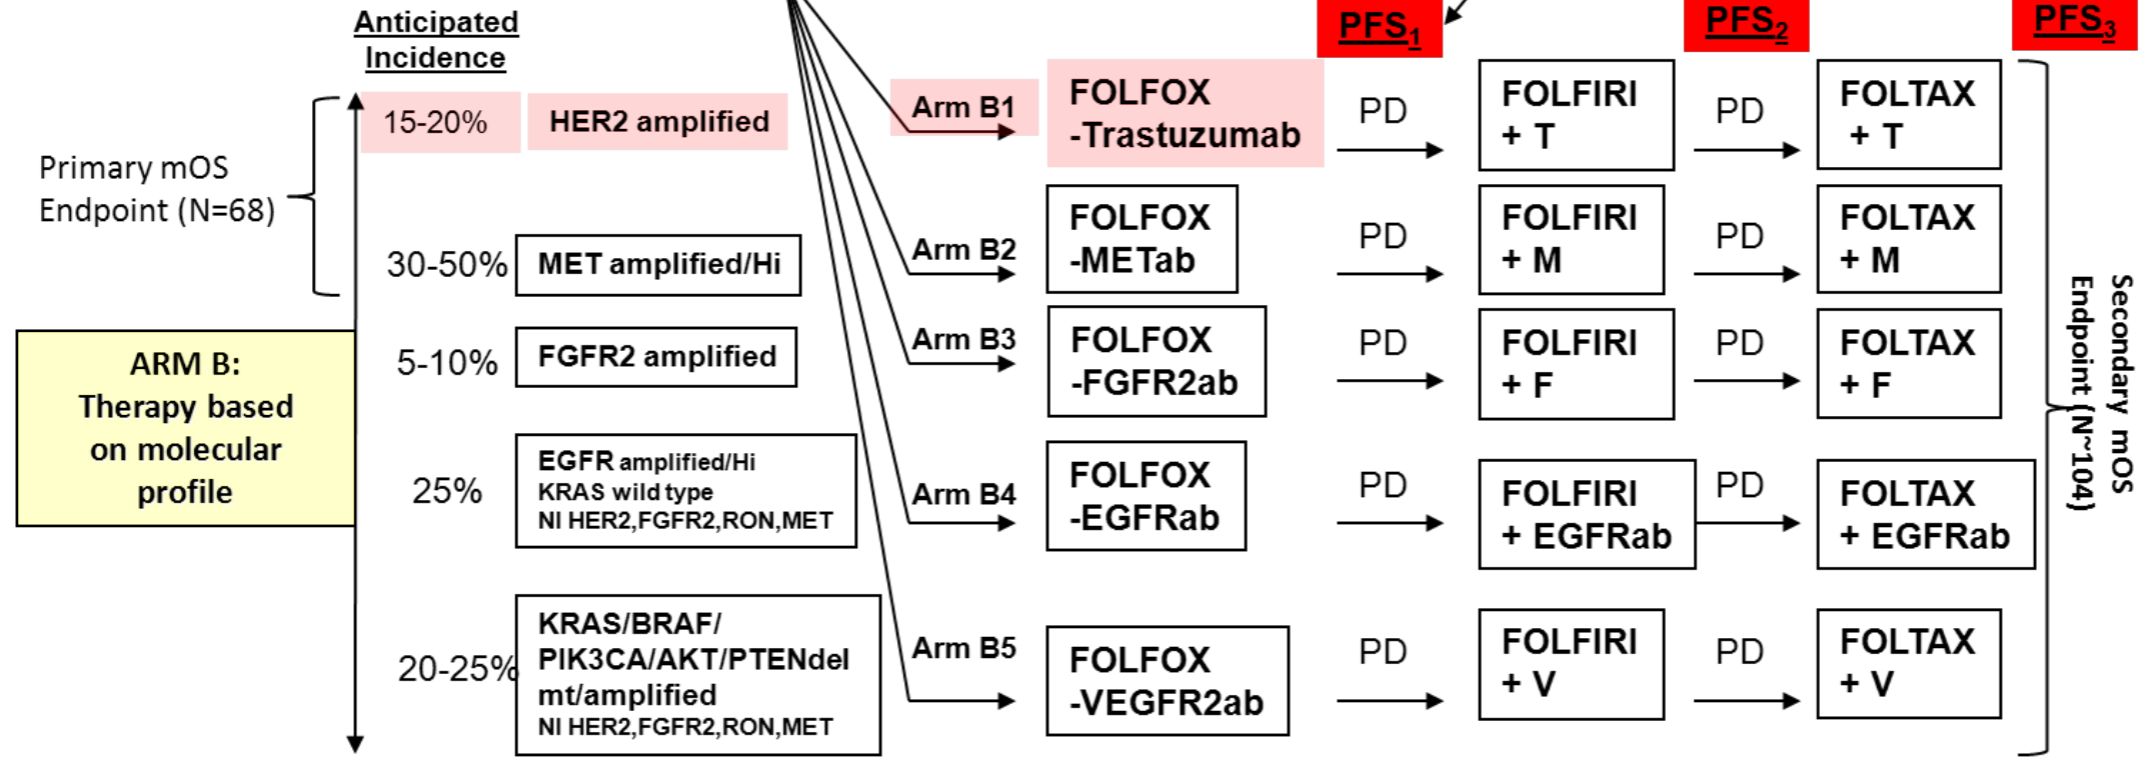 Anticipated
Incidence
PFS1
PFS2
PFS3
Primary mOS
Endpoint (N=68)
15-20%
HER2 amplified
Arm B1
FOLFOX
-Trastuzumab
PD
FOLFIRI
+ T
PD
FOLTAX
+ T
30-50%
MET amplified/Hi
Arm B2
FOLFOX
-METab
PD
FOLFIRI
+ M
PD
FOLTAX
+ M
ARM B:
Therapy based
on molecular
profile
5-10%
FGFR2 amplified
Arm B3
FOLFOX
-FGFR2ab
PD
FOLFIRI
+ F
PD
FOLTAX
+ F
25%
EGFR amplified/Hi
KRAS wild type
NI HER2,FGFR2,RON,MET
Arm B4
FOLFOX
-EGFRab
PD
FOLFIRI
+ EGFRab
PD
FOLTAX
+ EGFRab
20-25%
KRAS/BRAF/
PIK3CA/AKT/PTENdel
mt/amplified
NI HER2,FGFR2,RON,MET
Arm B5
FOLFOX
-VEGFR2ab
PD
FOLFIRI
+ V
PD
FOLTAX
+ V
Secondary mOS
Endpoint (N~104)